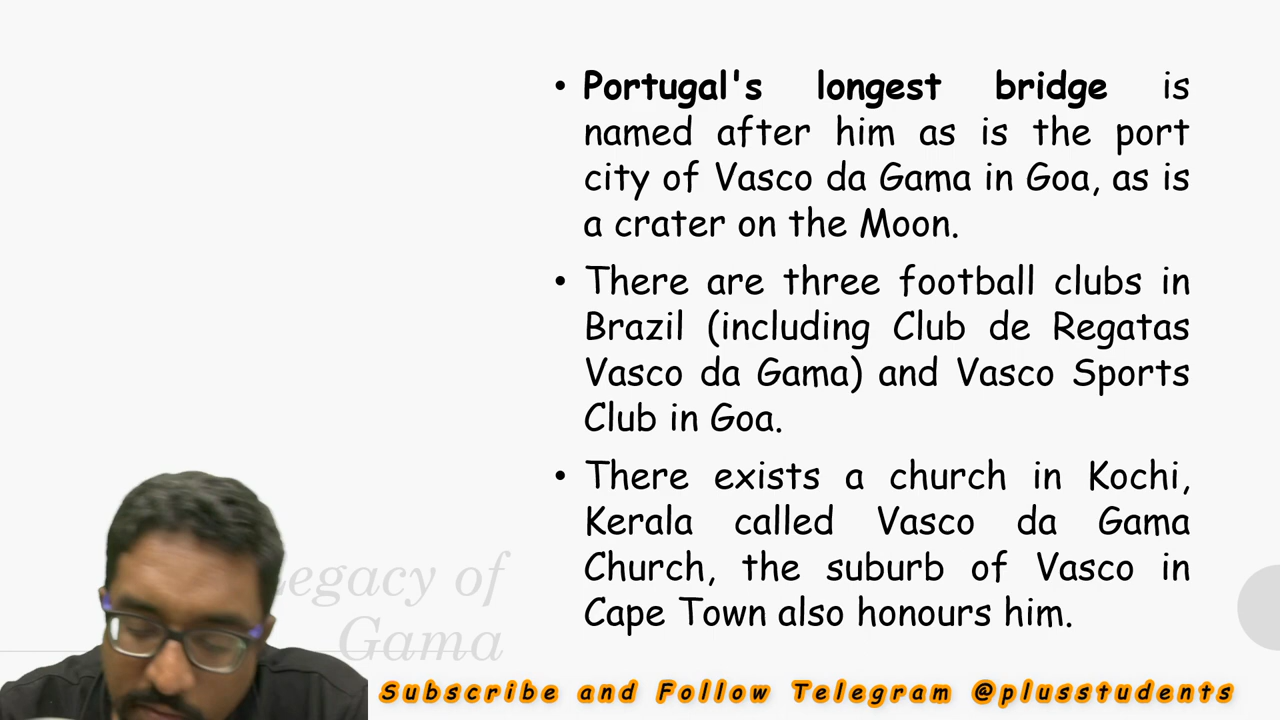 • Portugal's longest bridge is
named after him as is the port
city of Vasco da Gama in Goa, as is
a crater on the Moon.
• There are three football clubs in
Brazil (including Club de Regatas
Vasco da Gama) and Vasco Sports
Club in Goa.
• There exists a church in Kochi,
Kerala called Vasco da Gama
Church, the suburb of Vasco in
Cape Town also honours him.
egacy of
Gama
Subscribe and Follow Telegram @plusstudents